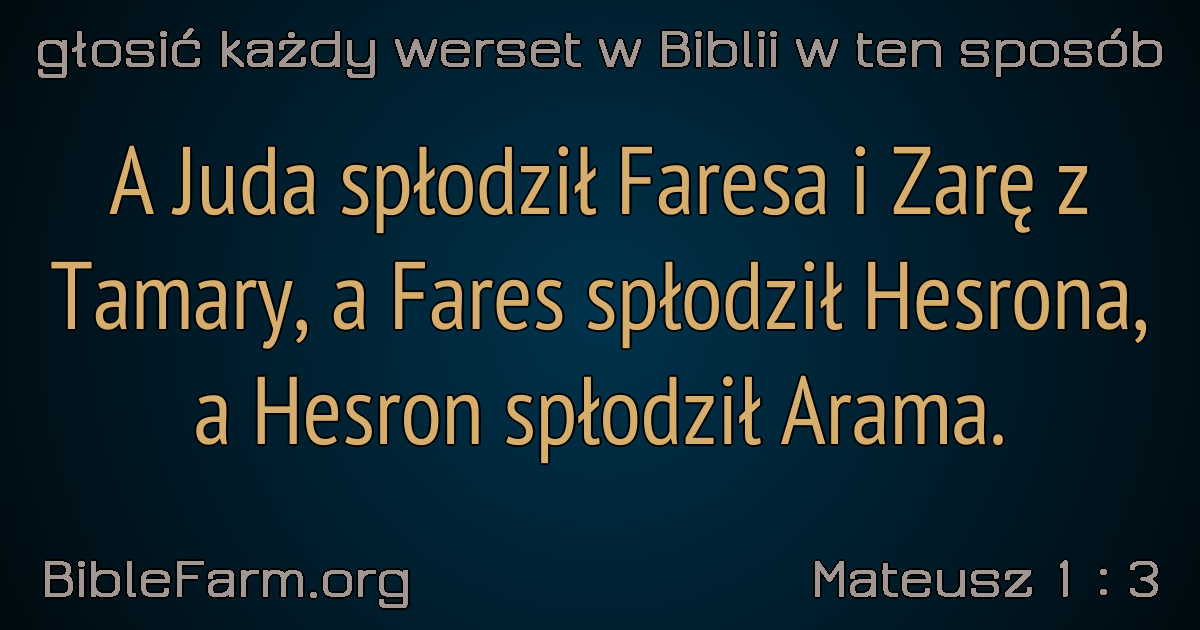 głosić każdy werset w Biblii w ten sposób
A Juda spłodził Faresa i Zarę z
Tamary, a Fares spłodził Hesrona,
a Hesron spłodził Arama.
BibleFarm.org
Mateusz 1 : 3